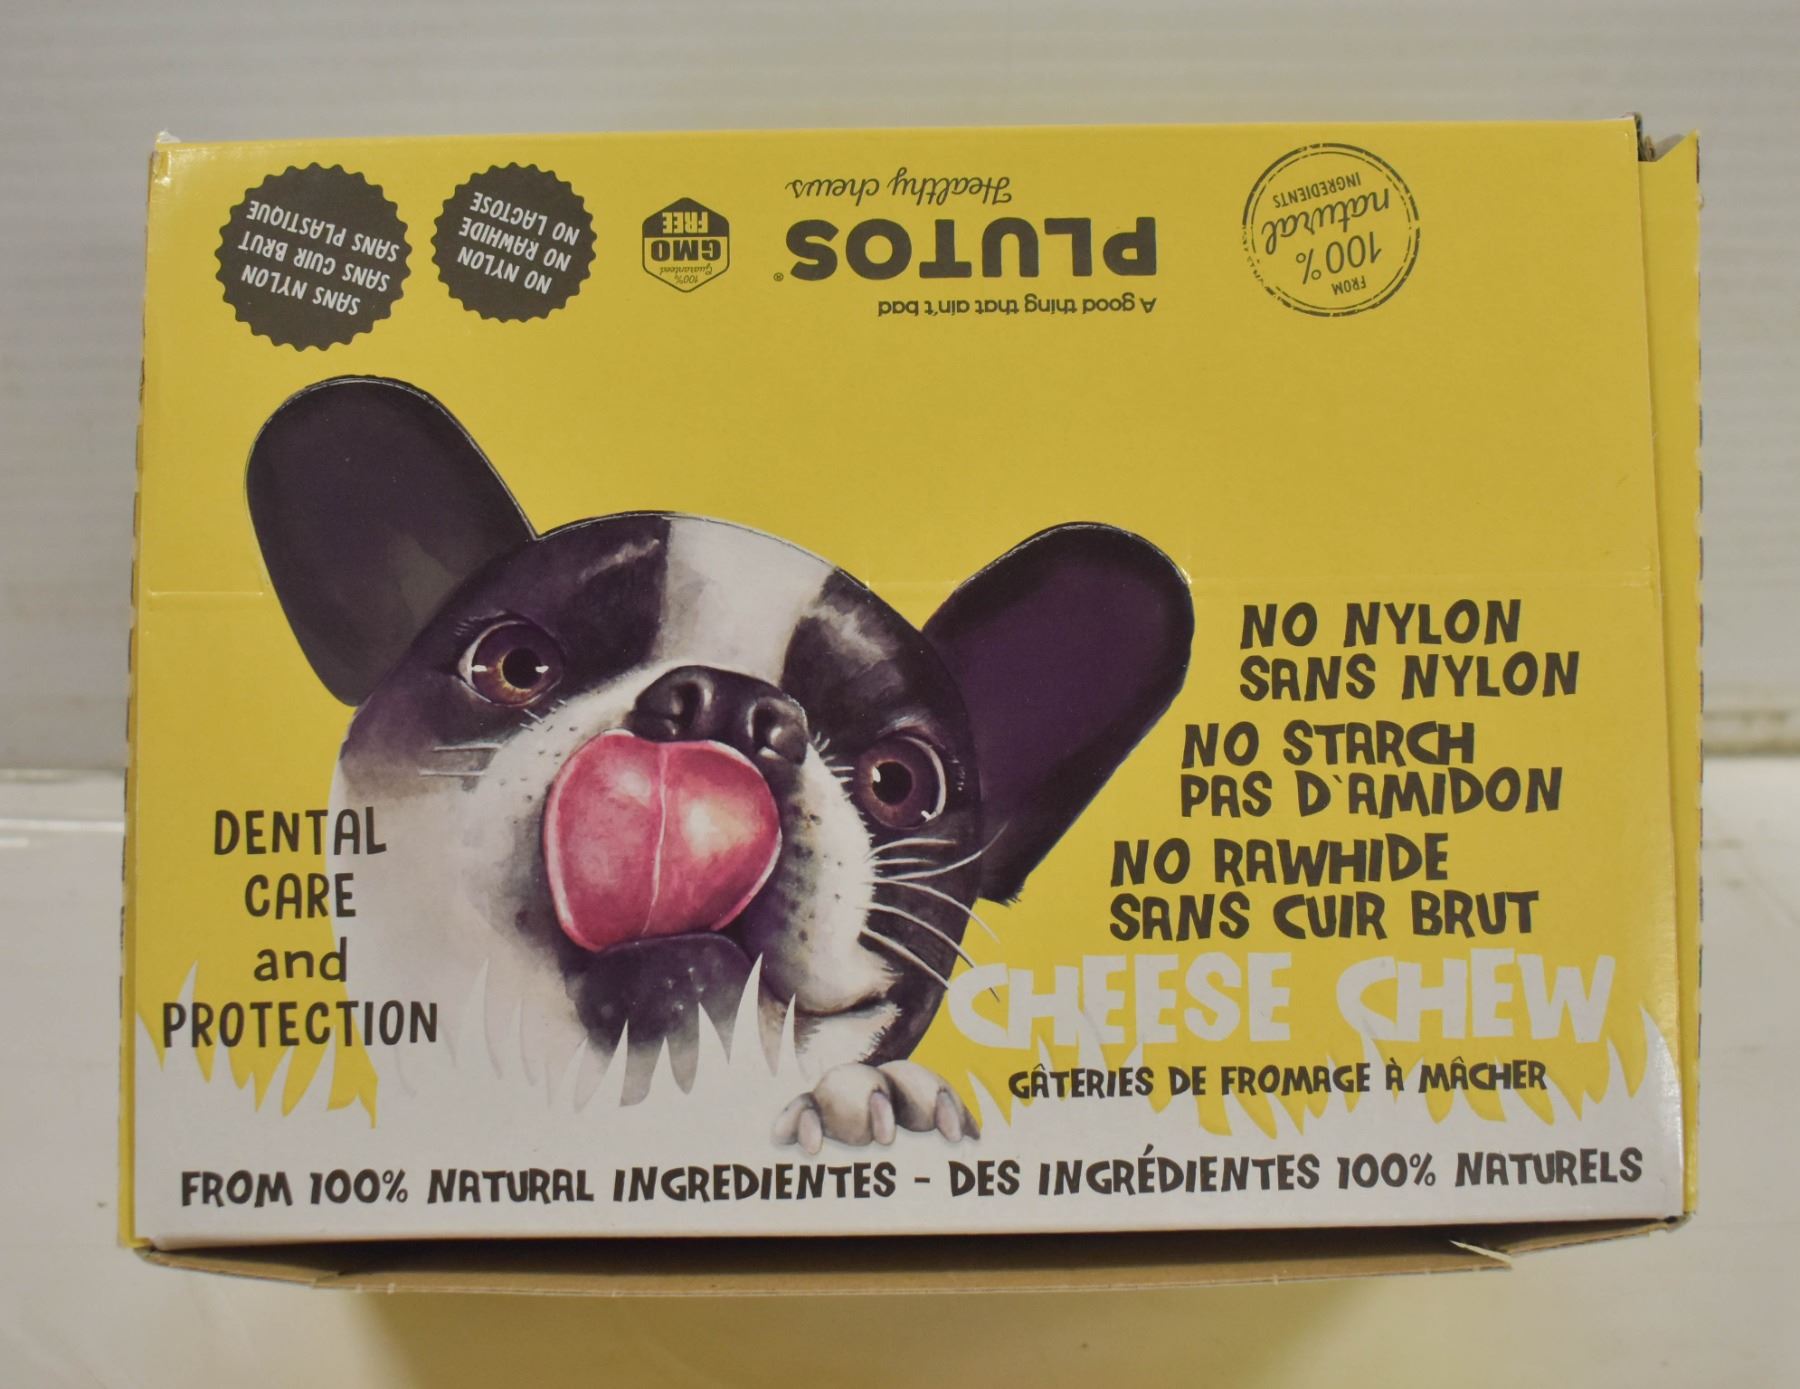 SANS NYLON
SANS CUIR BRUT
SANS PLASTIQUE
NO NYLON
NO RAWHIDE
NO LACTOSE
100%
Guaranteed
GMO
FREE
A good thing that ain't bad
PLUTOS®
Healthy chews
FROM
100%
natural
INGREDIENTS
NO NYLON
SANS NYLON
NO STARCH
PAS D'AMIDON
NO RAWHIDE
SANS CUIR BRUT
DENTAL
CARE
and
PROTECTION
CHEESE CHEW
GÂTERIES DE FROMAGE À MÂCHER
FROM 100% NATURAL INGREDIENTES - DES INGRÉDIENTES 100% NATURELS